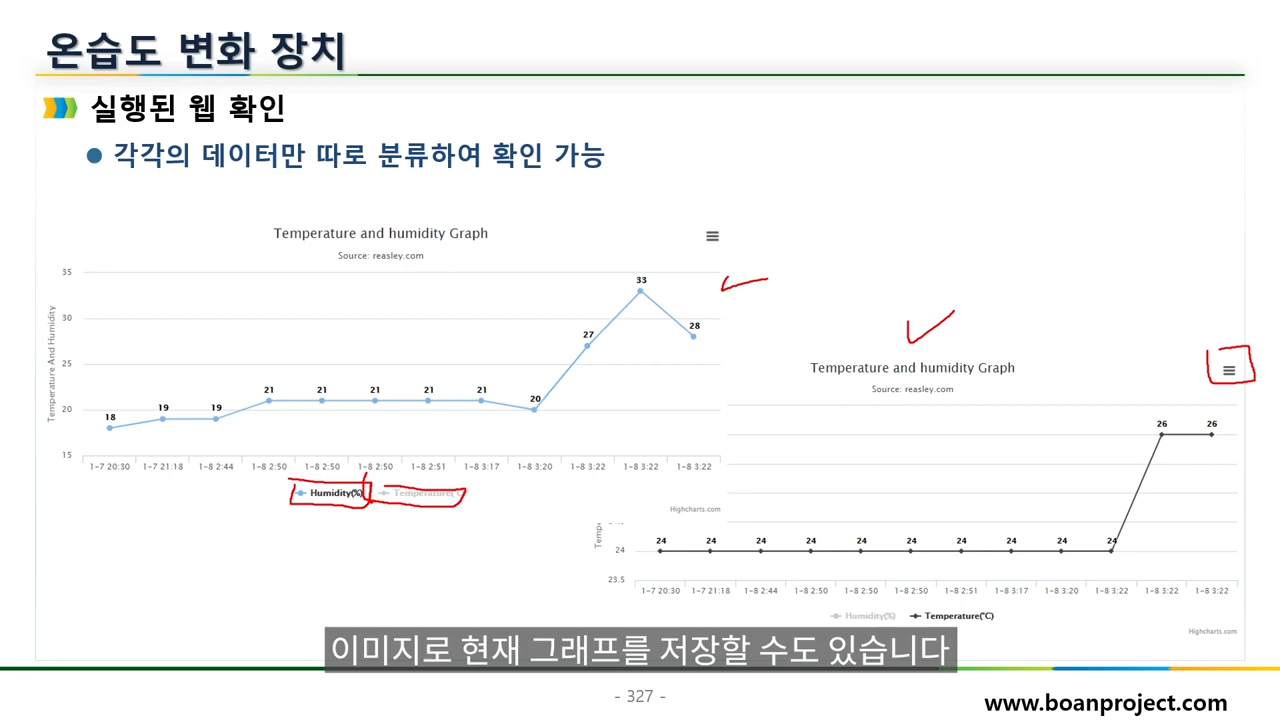 온습도 변화 장치
실행된 웹 확인
각각의 데이터만 따로 분류하여 확인 가능
Temperature and humidity Graph
Source: reasley.com
Temperature And Humidity
35
30
25
20
15
18 19 19 21 21 21 21 21 20 27 33 28
1-7 20:30 1-7 21:18 1-8 2:44 1-8 2:50 1-8 2:50 1-8 2:50 1-8 2:51 1-8 3:17 1-8 3:20 1-8 3:22 1-8 3:22 1-8 3:22
Humidity(%) Temperature(°C)
Highcharts.com
Temperature and humidity Graph
Source: reasley.com
24
23.5
24 24 24 24 24 24 24 24 24 24 26 26
1-7 20:30 1-7 21:18 1-8 2:44 1-8 2:50 1-8 2:50 1-8 2:50 1-8 2:51 1-8 3:17 1-8 3:20 1-8 3:22 1-8 3:22 1-8 3:22
Humidity(%) Temperature(°C)
Highcharts.com
이미지로 현재 그래프를 저장할 수도 있습니다
- 327 -
www.boanproject.com